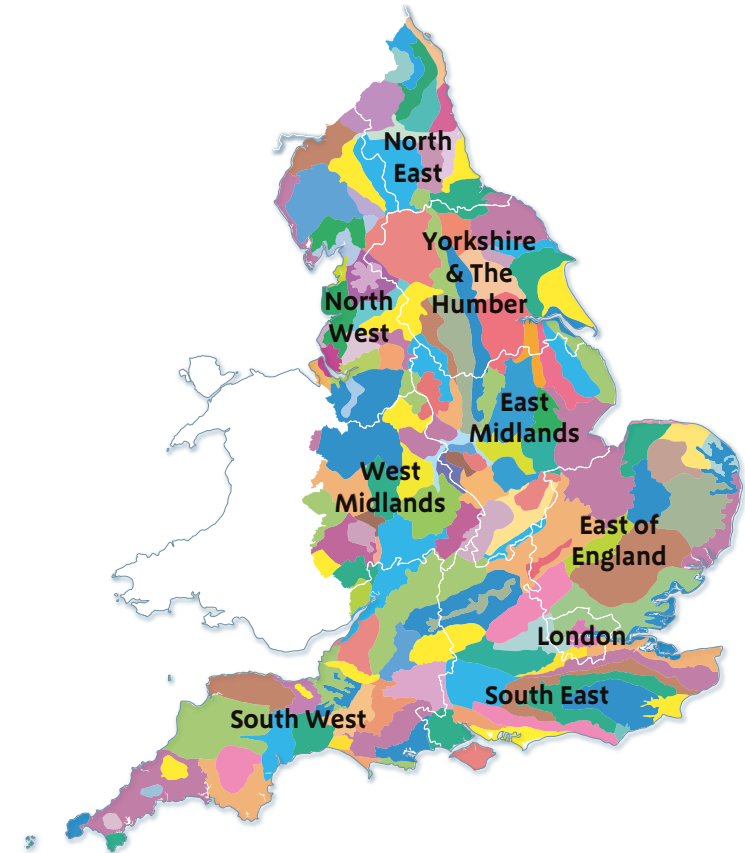 North
East
Yorkshire
& The
Humber
North
West
East
Midlands
West
Midlands
East of
England
London
South East
South West